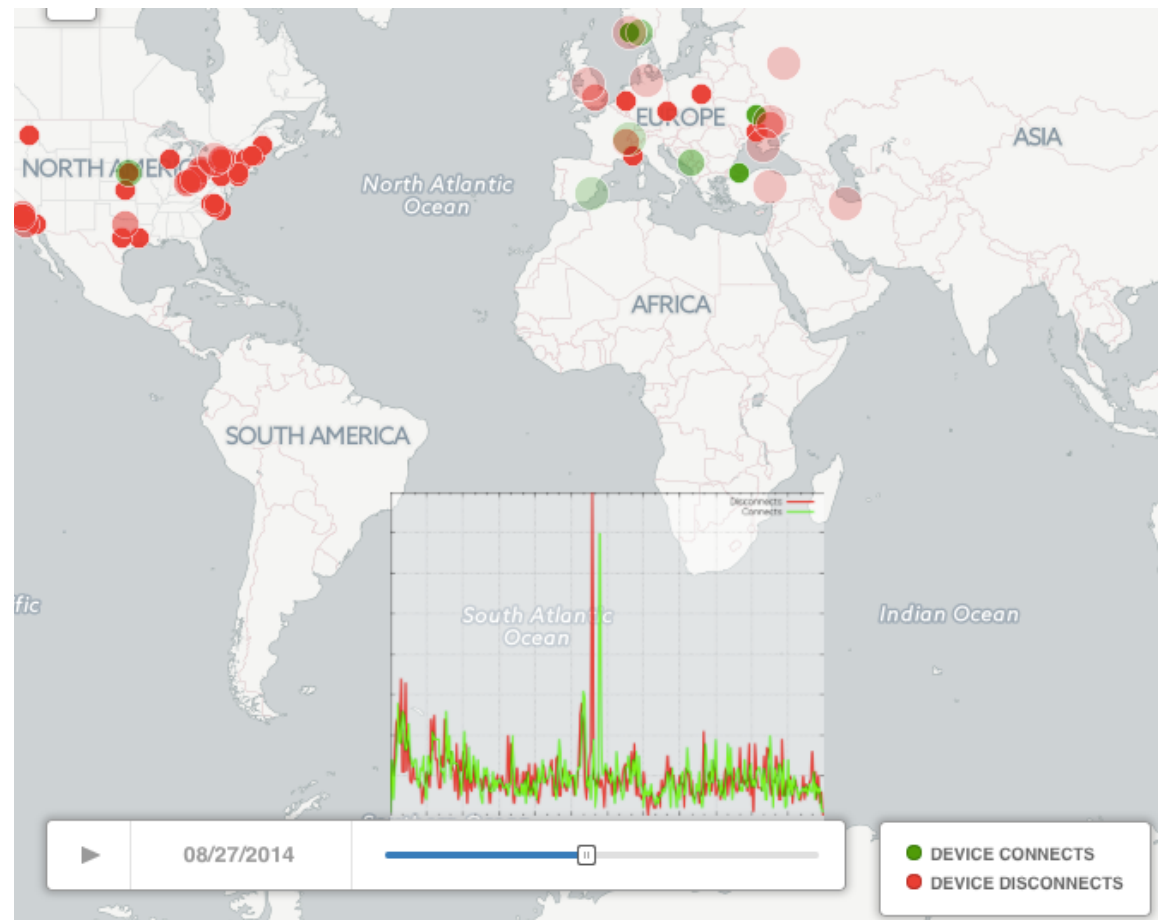 EUROPE
ASIA
NORTH AMERIC
North Atlantic
Ocean
AFRICA
SOUTH AMERICA
Disconnects
Connects
fic
South Atlantic
Ocean
Indian Ocean
08/27/2014
DEVICE CONNECTS
DEVICE DISCONNECTS